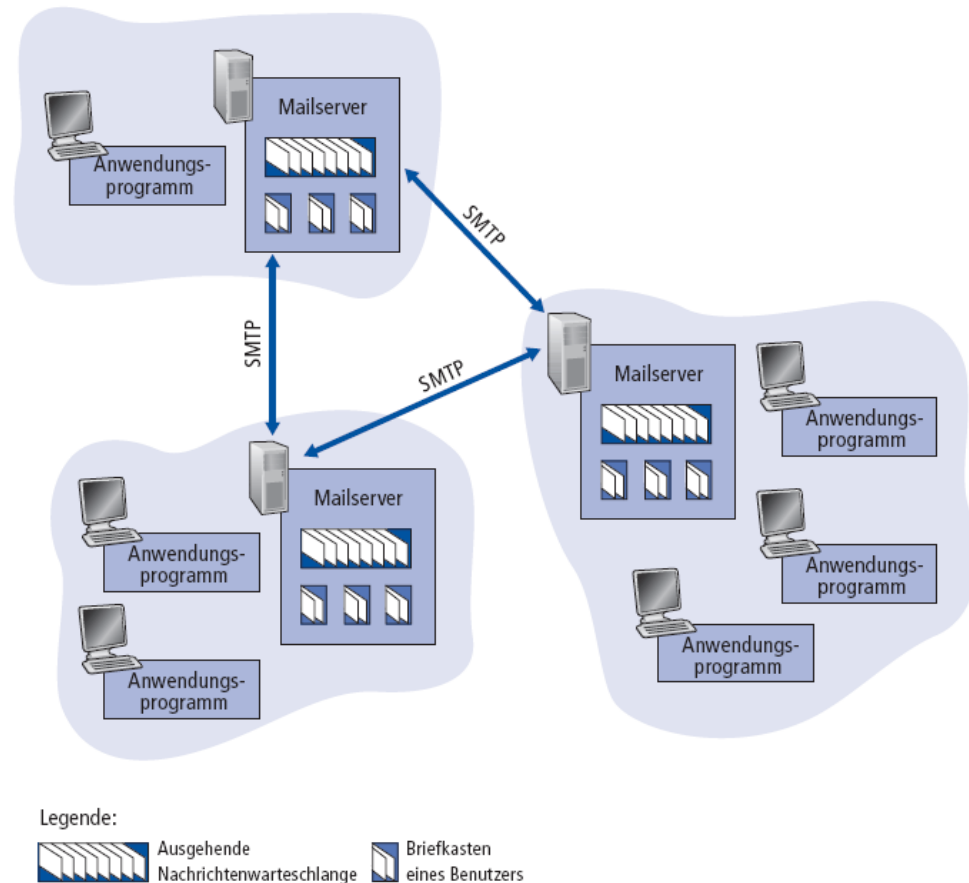 Mailserver
Anwendungs-
programm
SMTP
SMTP
SMTP
Mailserver
Anwendungs-
programm
Anwendungs-
programm
Anwendungs-
programm
Mailserver
Anwendungs-
programm
Anwendungs-
programm
Legende:
Ausgehende
Nachrichtenwarteschlange
Briefkasten
eines Benutzers